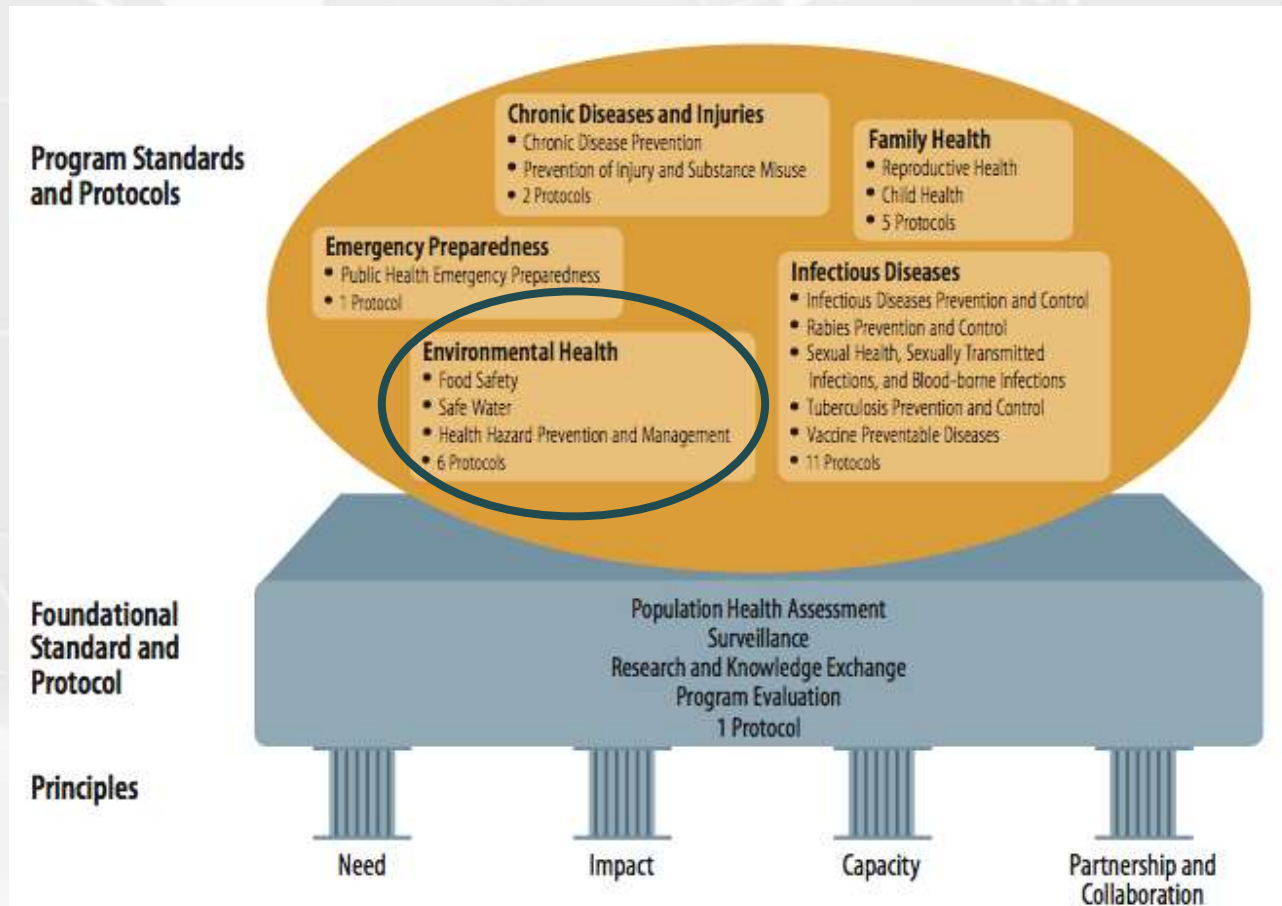 Program Standards
and Protocols
Chronic Diseases and Injuries
• Chronic Disease Prevention
• Prevention of Injury and Substance Misuse
• 2 Protocols
Family Health
• Reproductive Health
• Child Health
• 5 Protocols
Emergency Preparedness
• Public Health Emergency Preparedness
• 1 Protocol
Infectious Diseases
• Infectious Diseases Prevention and Control
• Rabies Prevention and Control
• Sexual Health, Sexually Transmitted
Infections, and Blood-borne Infections
• Tuberculosis Prevention and Control
• Vaccine Preventable Diseases
• 11 Protocols
Environmental Health
• Food Safety
• Safe Water
• Health Hazard Prevention and Management
• 6 Protocols
Foundational
Standard and
Protocol
Population Health Assessment
Surveillance
Research and Knowledge Exchange
Program Evaluation
1 Protocol
Principles
Need
Impact
Capacity
Partnership and
Collaboration